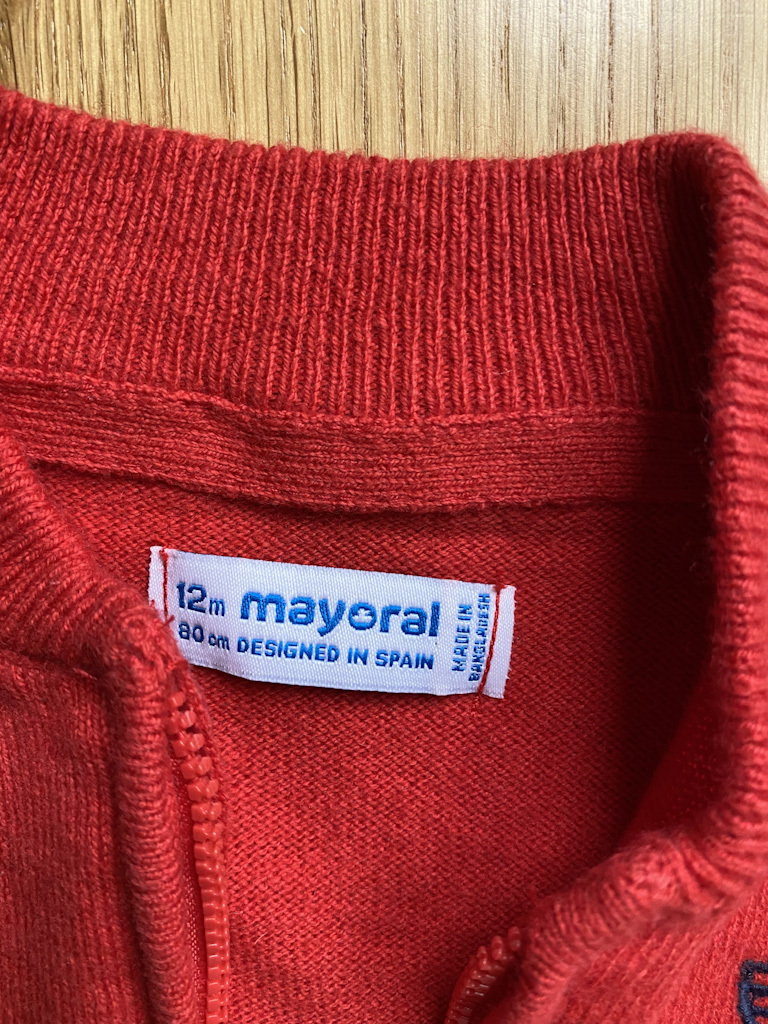 12m mayoral
80 cm DESIGNED IN SPAIN
MADE IN
BANGLADESH